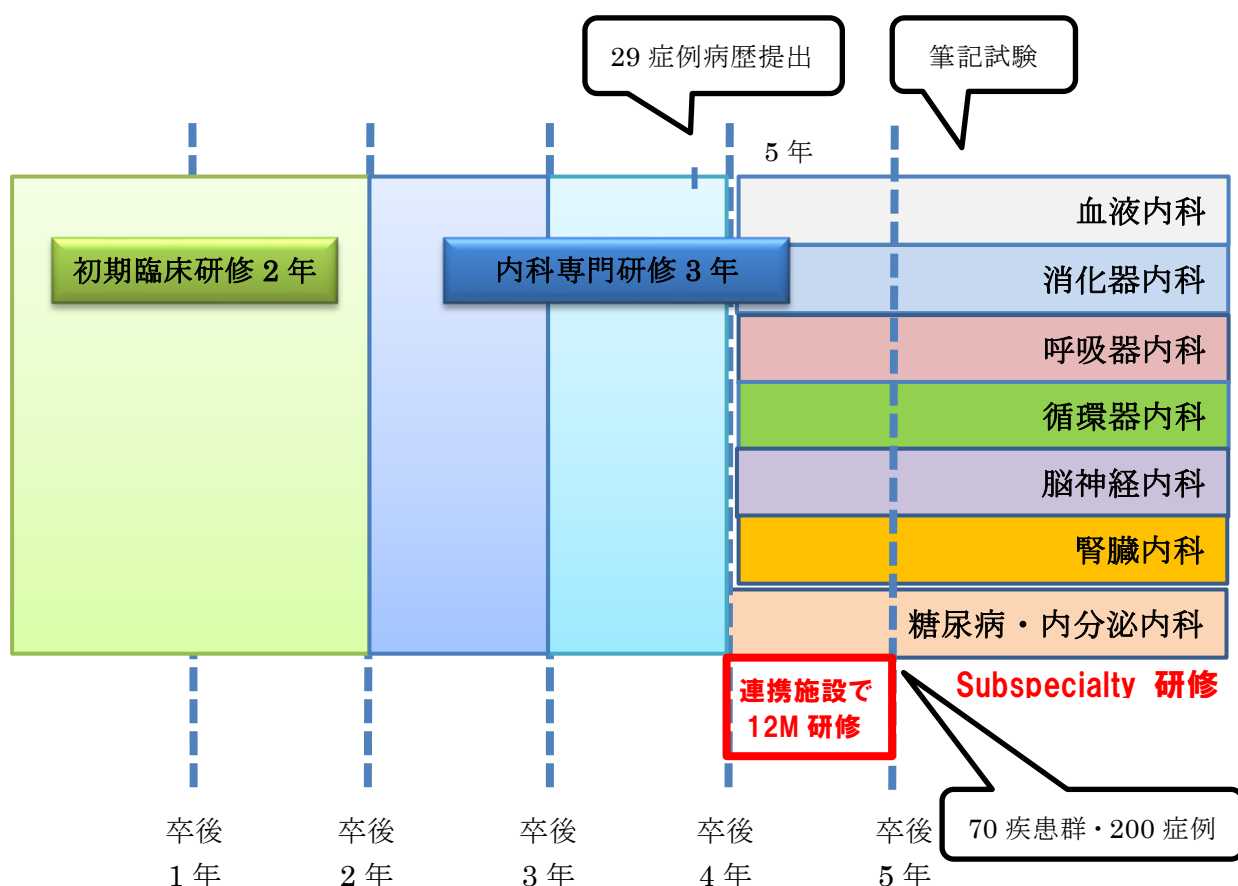 29 症例病歴提出
筆記試験
5 年
血液内科
初期臨床研修 2 年
内科専門研修 3 年
消化器内科
呼吸器内科
循環器内科
脳神経内科
腎臓内科
糖尿病・内分泌内科
連携施設で
12M 研修
Subspecialty 研修
70 疾患群・200 症例
卒後
1 年
卒後
2 年
卒後
3 年
卒後
4 年
卒後
5 年